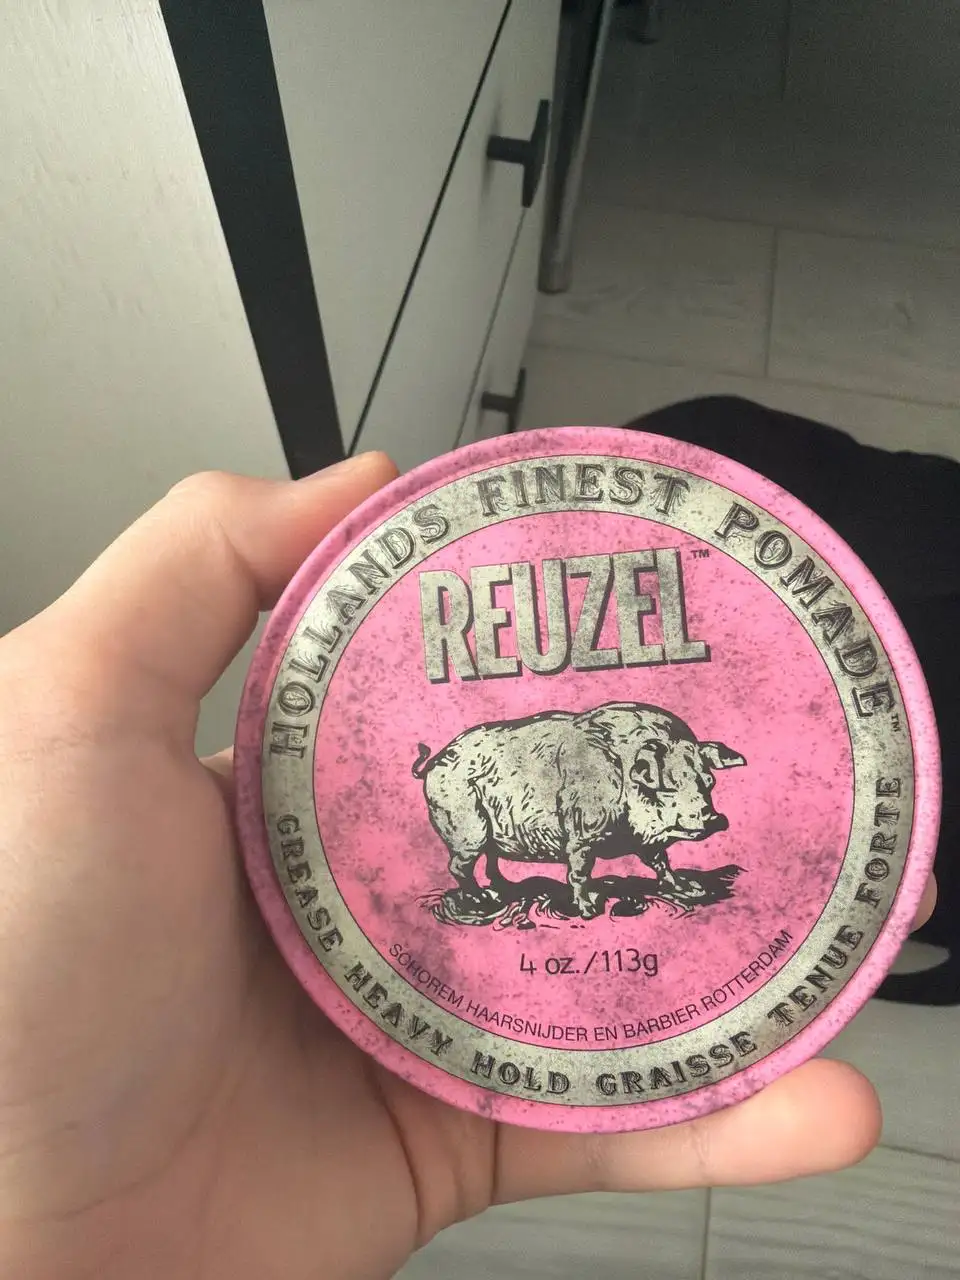 HOLLANDS FINEST POMADE™
REUZEL™
4 oz./113g
SCHOREM HAARSNIJDER EN BARBIER ROTTERDAM
GREASE HEAVY HOLD GRAISSE TENUE FORTE